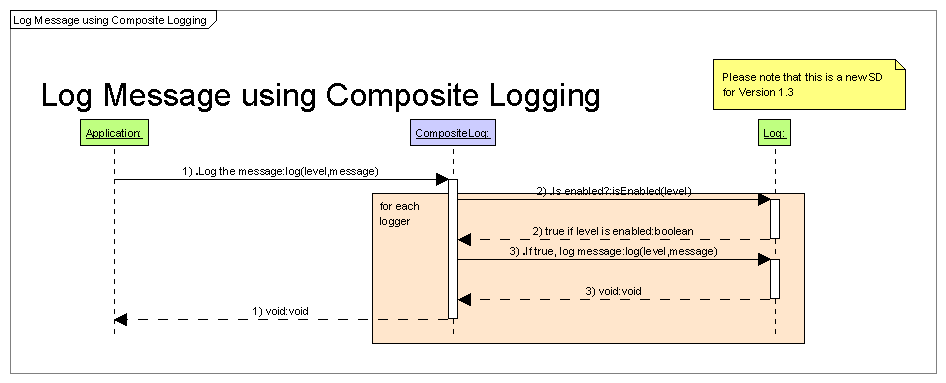 Log Message using Composite Logging
Please note that this is a new SD
for Version 1.3
Log Message using Composite Logging
Application:
CompositeLog:
Log:
1) .Log the message:log(level,message)
2) .Is enabled?:isEnabled(level)
for each
logger
2) true if level is enabled:boolean
3) .If true, log message:log(level,message)
3) void:void
1) void:void